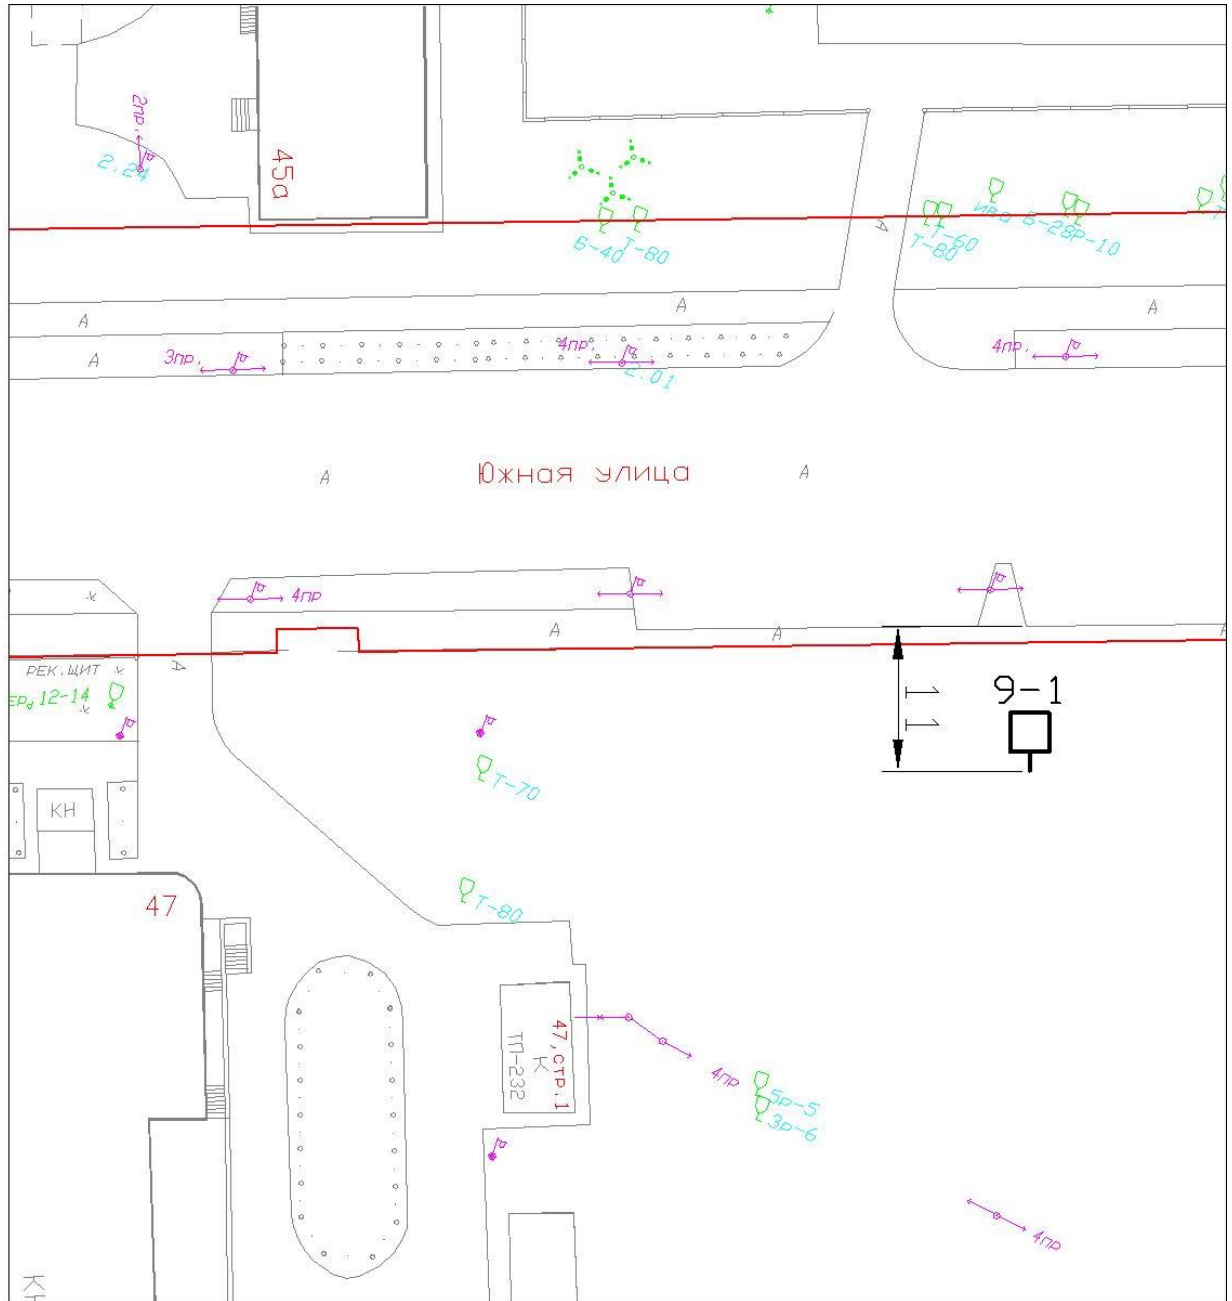 2пр.
2.24
45а
Б-40
Т-80
А
Т-60
Т-80
ива
Б-28
Р-10
А
А
А
А
3пр.
4пр.
2.01
4пр.
А
Южная улица
А
4пр
А
А
А
А
РЕК.ЩИТ
12-14
11
9-1
Т-70
КН
47
Т-80
47,стр.1
К
ТП-232
4пр
5р-5
3р-6
4пр